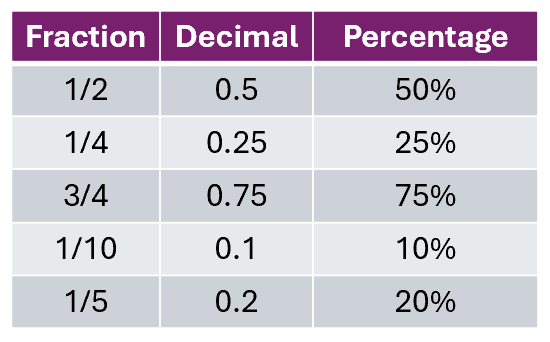 Fraction Decimal Percentage
1/2 0.5 50%
1/4 0.25 25%
3/4 0.75 75%
1/10 0.1 10%
1/5 0.2 20%